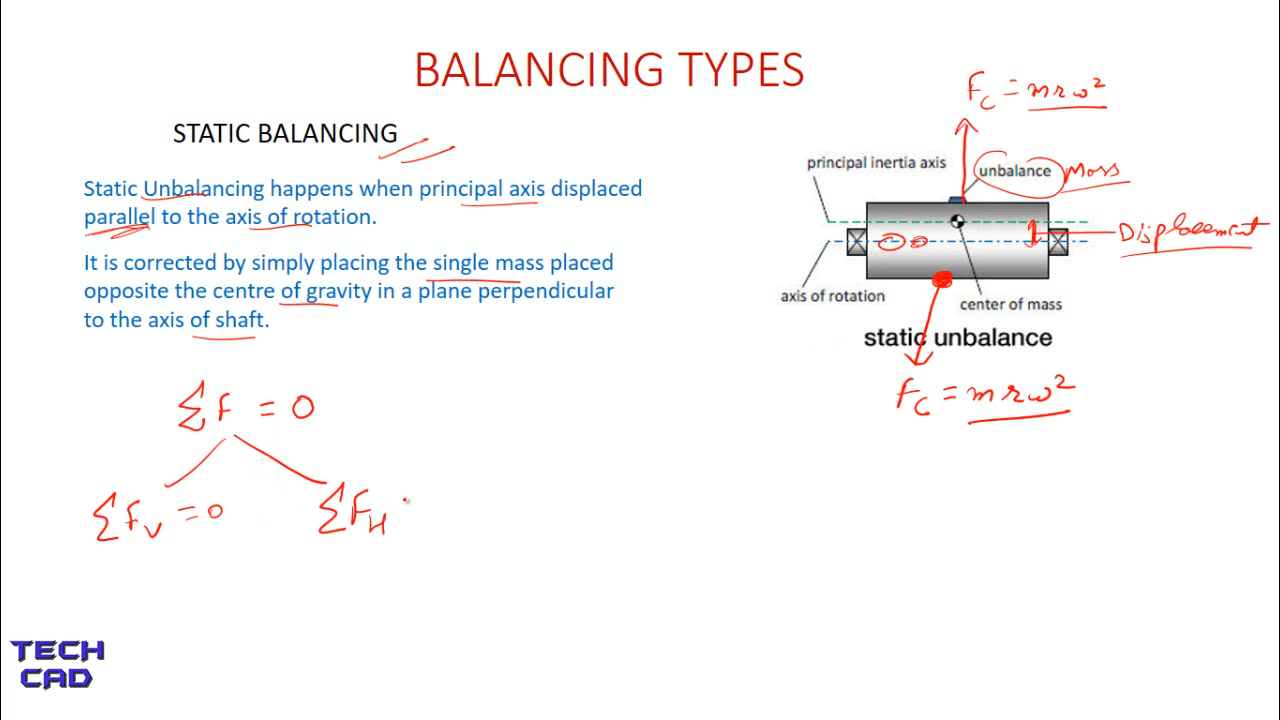 BALANCING TYPES
STATIC BALANCING
Static Unbalancing happens when principal axis displaced
parallel to the axis of rotation.
It is corrected by simply placing the single mass placed
opposite the centre of gravity in a plane perpendicular
to the axis of shaft.
ΣF = 0
ΣFV = 0
ΣFH
FC = mrω²
principal inertia axis
unbalance Mass
Displacement
axis of rotation
center of mass
static unbalance
FC = mrω²
TECH
CAD